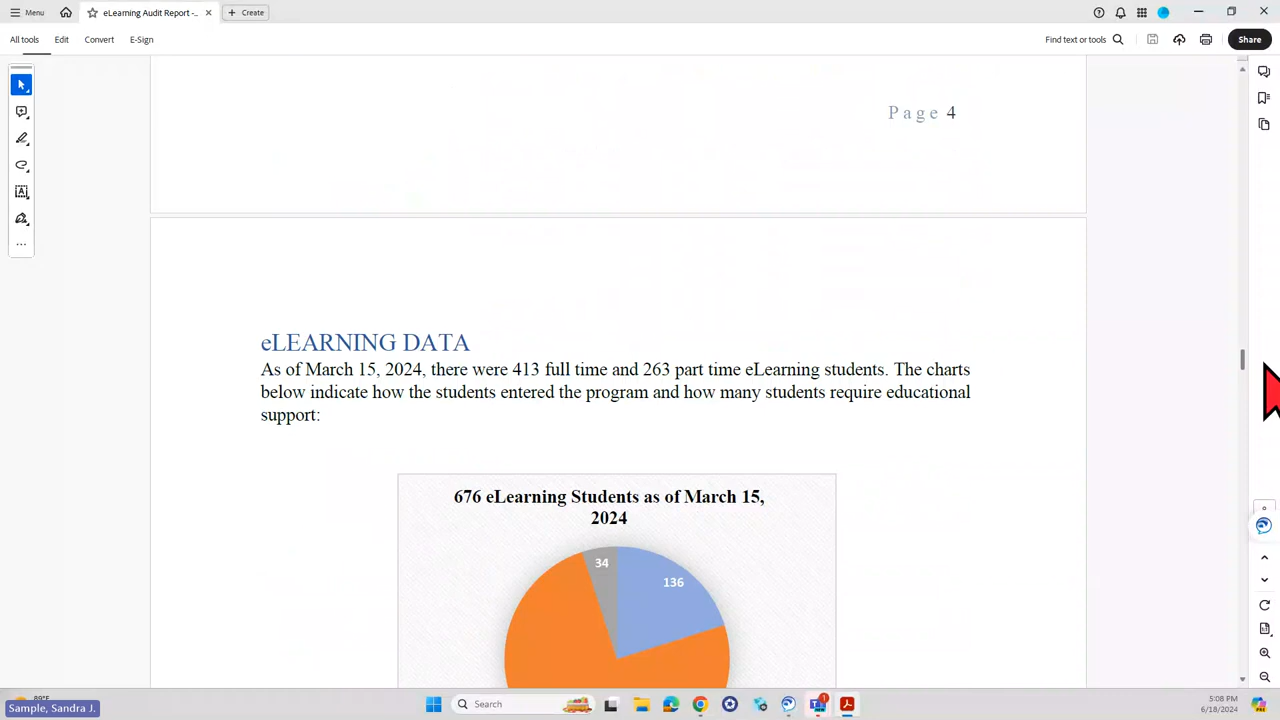 Menu
eLearning Audit Report -..
Create
All tools
Edit
Convert
E-Sign
Find text or tools
Share
Page 4
eLEARNING DATA
As of March 15, 2024, there were 413 full time and 263 part time eLearning students. The charts
below indicate how the students entered the program and how many students require educational
support:
676 eLearning Students as of March 15,
2024
34
136
Sample, Sandra J.
Search
1
5:08 PM
6/18/2024